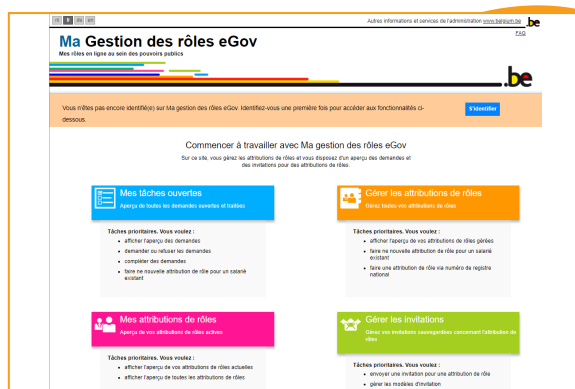 nl fr de en
Autres informations et services de l'administration www.belgium.be .be
FAQ
Ma Gestion des rôles eGov
Mes rôles en ligne au sein des pouvoirs publics
.be
Vous n'êtes pas encore identifié(e) sur Ma gestion des rôles eGov. Identifiez-vous une première fois pour accéder aux fonctionnalités ci-
dessous.
S'identifier
Commencer à travailler avec Ma gestion des rôles eGov
Sur ce site, vous gérez les attributions de rôles et vous disposez d'un aperçu des demandes et
des invitations pour des attributions de rôles.
Mes tâches ouvertes
Aperçu de toutes les demandes ouvertes et traitées
Tâches prioritaires. Vous voulez :
afficher l'aperçu des demandes
demander ou refuser les demandes
compléter des demandes
faire ne nouvelle attribution de rôle pour un salarié
existant
Gérer les attributions de rôles
Gérez toutes vos attributions de rôles
Tâches prioritaires. Vous voulez :
afficher l'aperçu de vos attributions de rôles gérées
faire ne nouvelle attribution de rôle pour un salarié
existant
faire une attribution de rôle via numéro de registre
national
Mes attributions de rôles
Aperçu de vos attributions de rôles actives
Tâches prioritaires. Vous voulez :
afficher l'aperçu de vos attributions de rôles actuelles
afficher l'aperçu de toutes les attributions de rôles
Gérer les invitations
Gérez vos invitations sauvegardées concernant l'attribution de
rôles
Tâches prioritaires. Vous voulez :
envoyer une invitation pour une attribution de rôle
gérer les modèles d'invitation